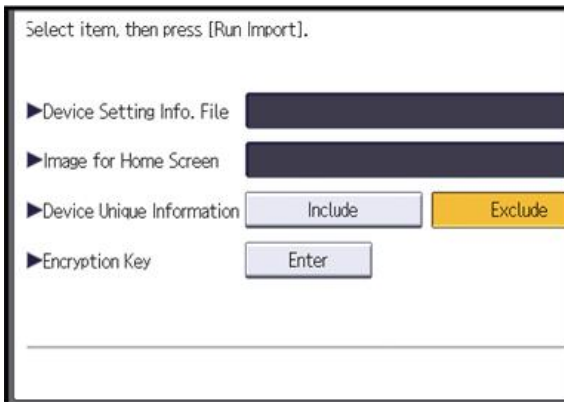 Select item, then press [Run Import].
►Device Setting Info. File
►Image for Home Screen
►Device Unique Information Include Exclude
►Encryption Key Enter